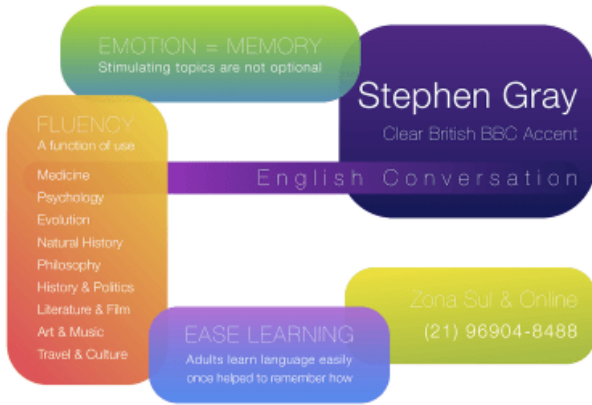 EMOTION = MEMORY
Stimulating topics are not optional
Stephen Gray
Clear British BBC Accent
English Conversation
FLUENCY
A function of use
Medicine
Psychology
Evolution
Natural History
Philosophy
History & Politics
Literature & Film
Art & Music
Travel & Culture
EASE LEARNING
Adults learn language easily
once helped to remember how
Zona Sul & Online
(21) 96904-8488